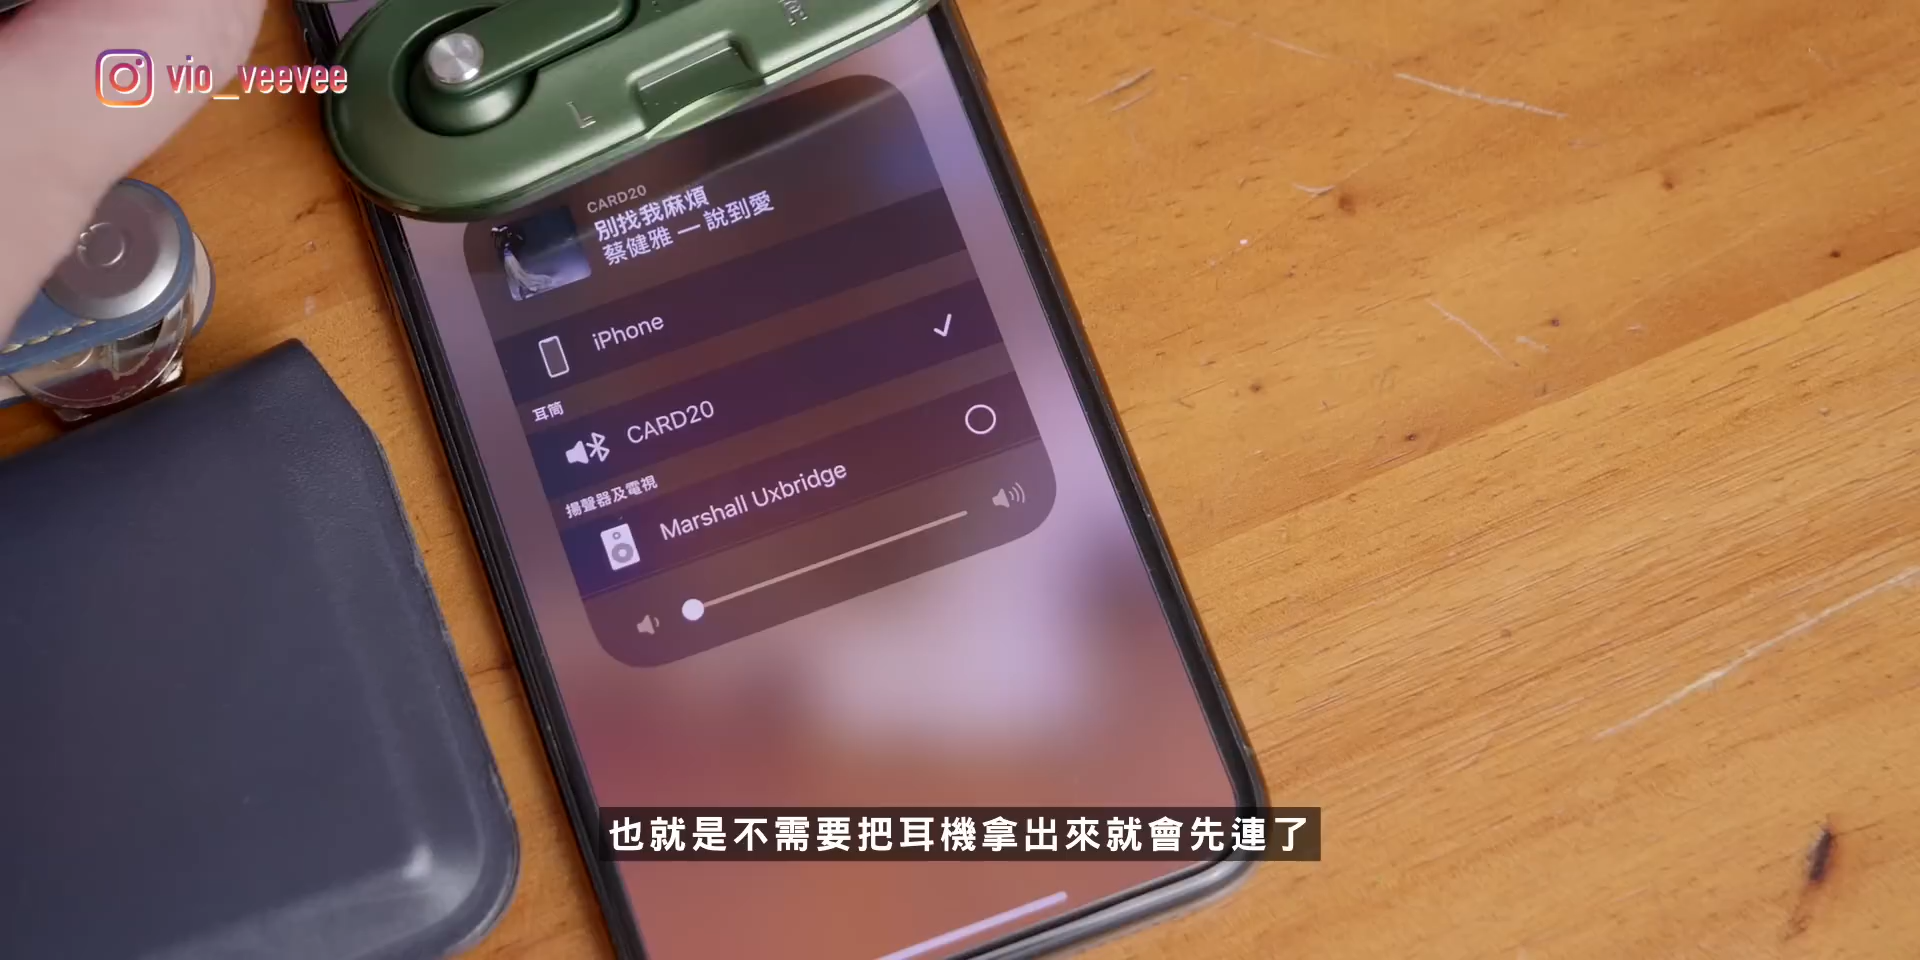 vio_veevee
L
CARD20
別找我麻煩
蔡健雅 — 說到愛
iPhone
耳筒
CARD20
揚聲器及電視
Marshall Uxbridge
也就是不需要把耳機拿出來就會先連了